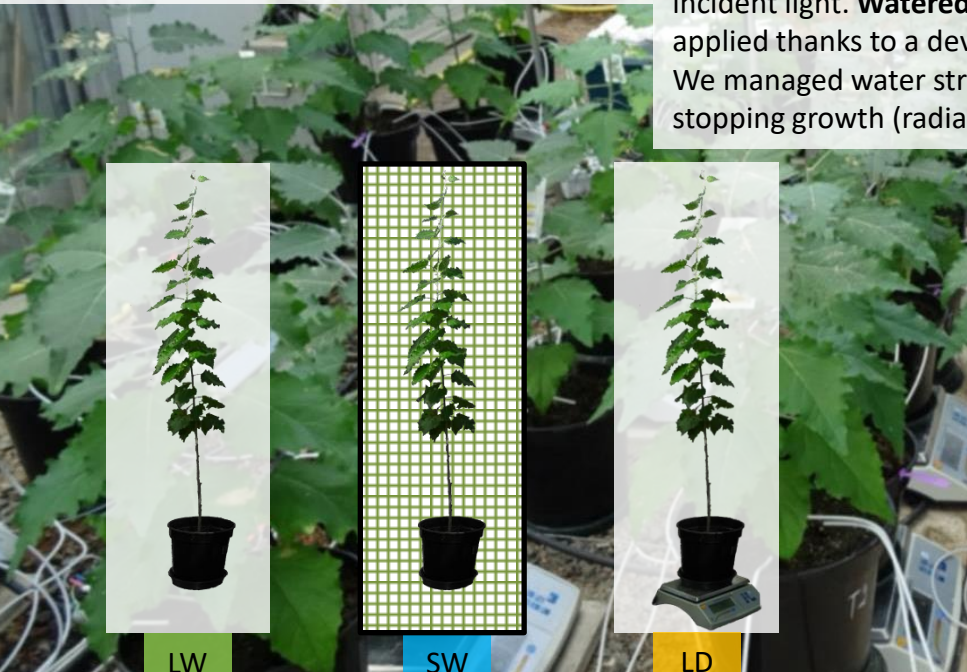 incident light. Watered
applied thanks to a dev
We managed water str
stopping growth (radia
LW
SW
LD